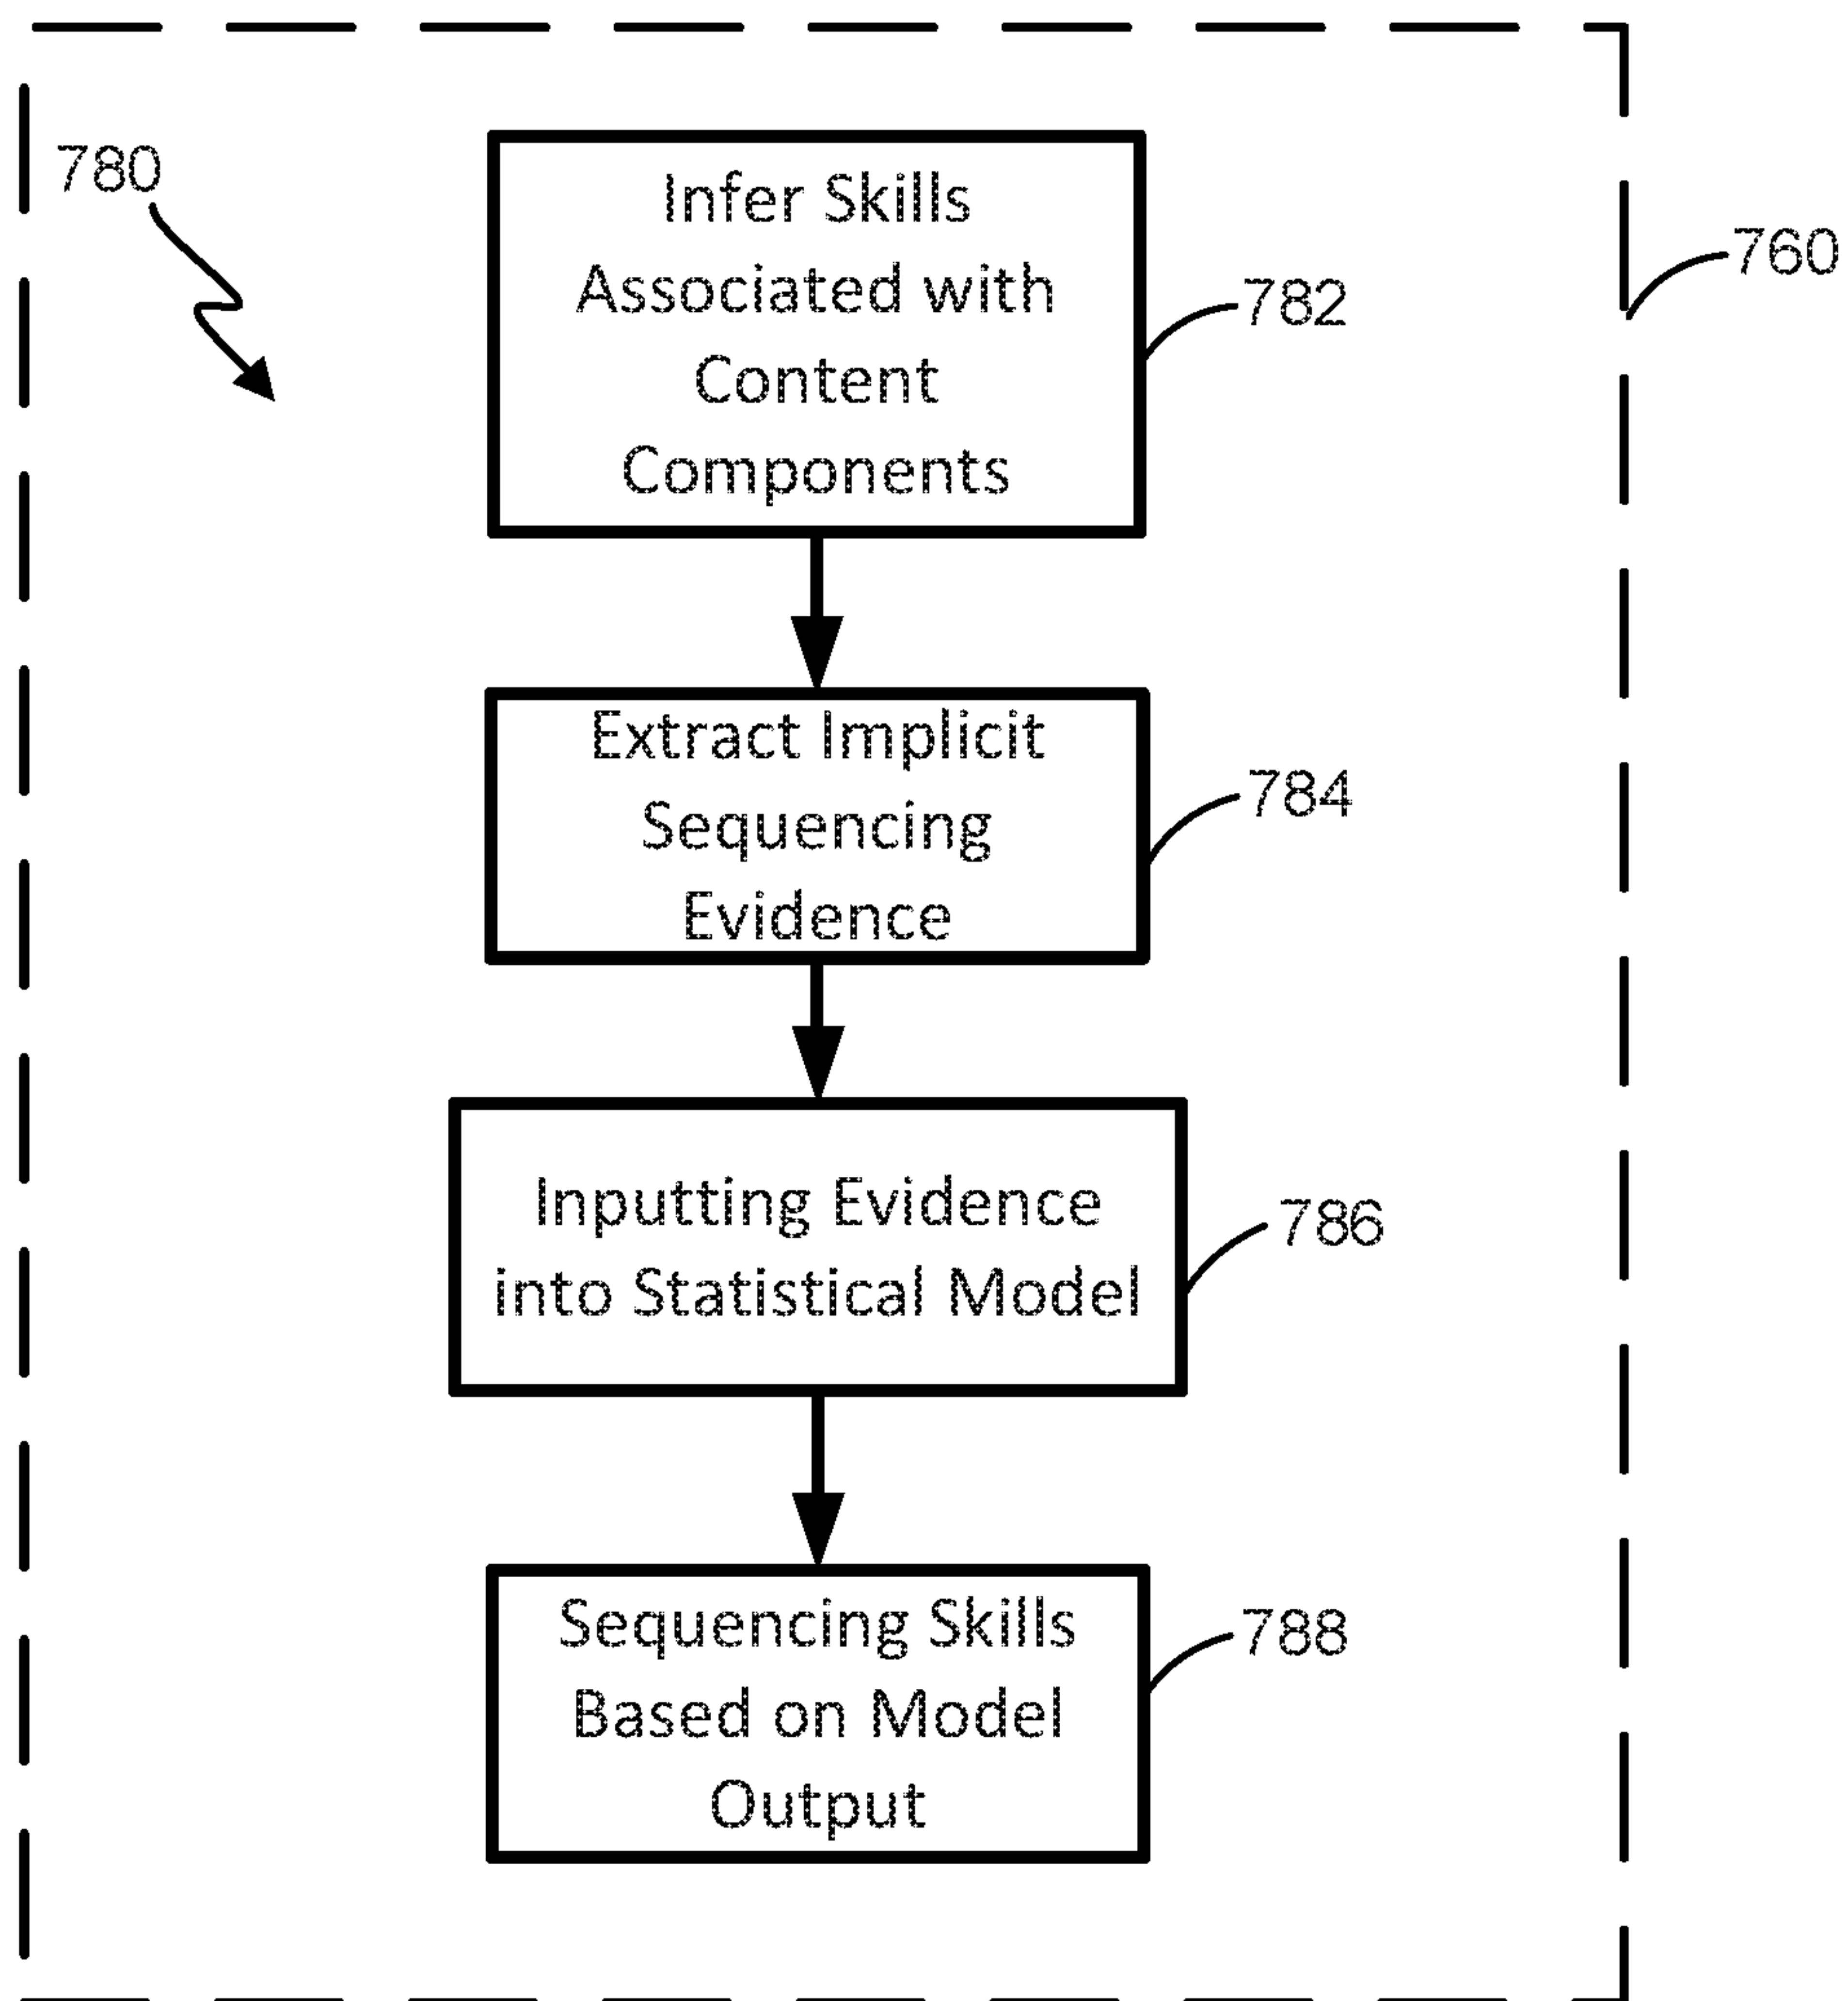 780
Infer Skills
Associated with
Content
Components
760
782
Extract Implicit
Sequencing
Evidence
784
Inputting Evidence
into Statistical Model
786
Sequencing Skills
Based on Model
Output
788